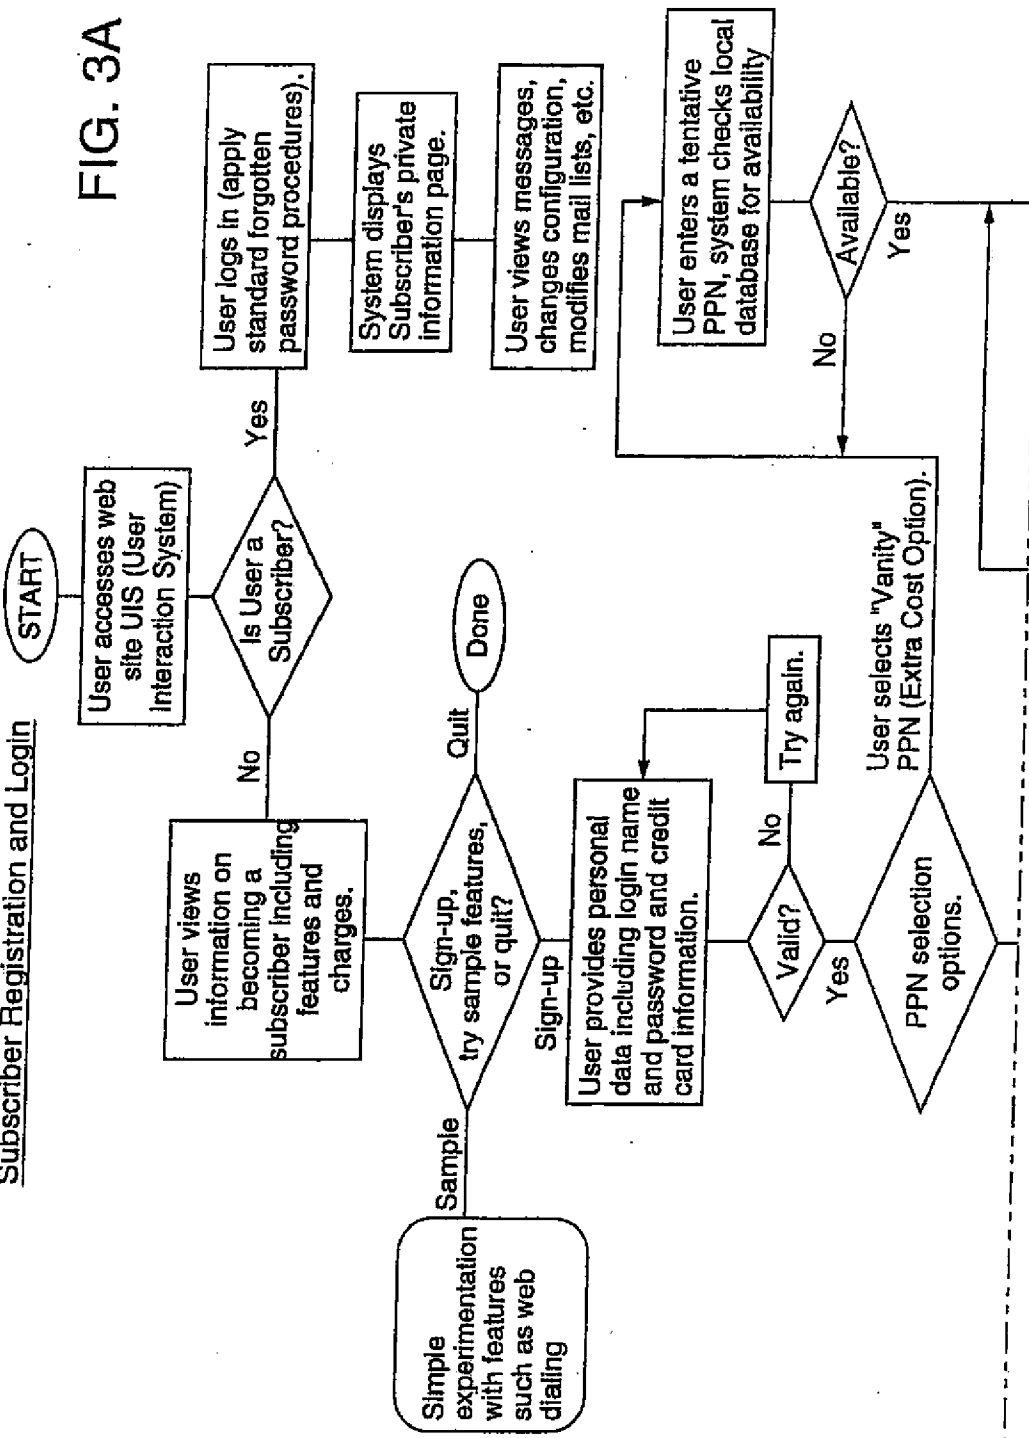 Subscriber Registration and Login
FIG. 3A
START
User accesses web
site UIS (User
Interaction System)
Is User a
Subscriber?
Yes
No
User logs in (apply
standard forgotten
password procedures).
System displays
Subscriber's private
information page.
User views messages,
changes configuration,
modifies mail lists, etc.
User views
information on
becoming a
subscriber including
features and
charges.
Sign-up,
try sample features,
or quit?
Quit
Done
Sample
Simple
experimentation
with features
such as web
dialing
Sign-up
User provides personal
data including login name
and password and credit
card information.
Valid?
No
Try again.
Yes
PPN selection
options.
User selects "Vanity"
PPN (Extra Cost Option).
User enters a tentative
PPN, system checks local
database for availability
Available?
No
Yes